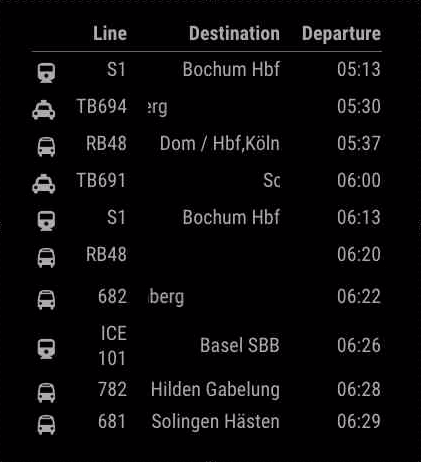 Line Destination Departure
S1 Bochum Hbf 05:13
TB694 erg 05:30
RB48 Dom / Hbf,Köln 05:37
TB691 Sc 06:00
S1 Bochum Hbf 06:13
RB48 06:20
682 berg 06:22
ICE 101 Basel SBB 06:26
782 Hilden Gabelung 06:28
681 Solingen Hästen 06:29